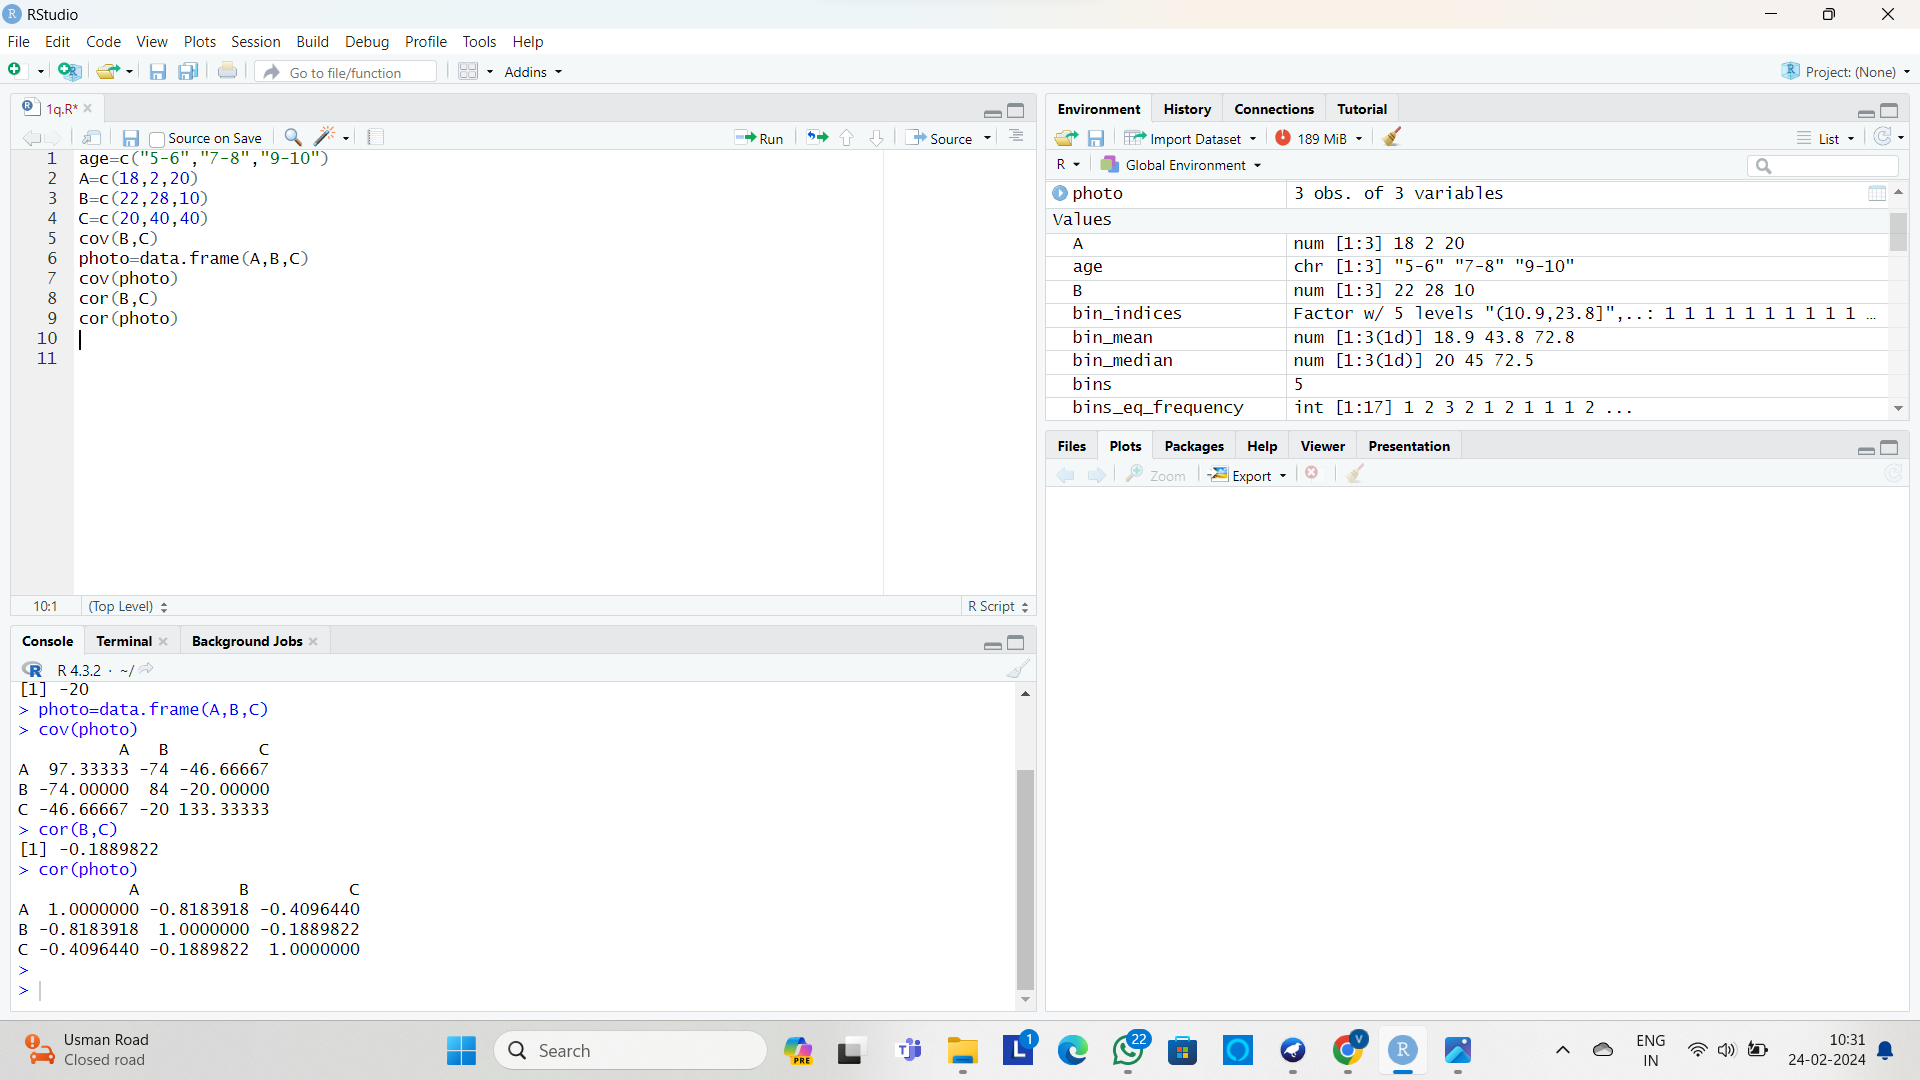 RStudio
File Edit Code View Plots Session Build Debug Profile Tools Help
Go to file/function Addins Project: (None)
1q.R*
Source on Save Run Source
1 age=c("5-6","7-8","9-10")
2 A=c(18,2,20)
3 B=c(22,28,10)
4 C=c(20,40,40)
5 cov(B,C)
6 photo=data.frame(A,B,C)
7 cov(photo)
8 cor(B,C)
9 cor(photo)
10
11
10:1 (Top Level) R Script
Console Terminal Background Jobs
R 4.3.2 · ~/
[1] -20
> photo=data.frame(A,B,C)
> cov(photo)
A B C
A 97.33333 -74 -46.66667
B -74.00000 84 -20.00000
C -46.66667 -20 133.33333
> cor(B,C)
[1] -0.1889822
> cor(photo)
A B C
A 1.0000000 -0.8183918 -0.4096440
B -0.8183918 1.0000000 -0.1889822
C -0.4096440 -0.1889822 1.0000000
>
>
Environment History Connections Tutorial
Import Dataset 189 MiB List
R Global Environment
photo 3 obs. of 3 variables
Values
A num [1:3] 18 2 20
age chr [1:3] "5-6" "7-8" "9-10"
B num [1:3] 22 28 10
bin_indices Factor w/ 5 levels "(10.9,23.8]",..: 1 1 1 1 1 1 1 1 1 1 …
bin_mean num [1:3(1d)] 18.9 43.8 72.8
bin_median num [1:3(1d)] 20 45 72.5
bins 5
bins_eq_frequency int [1:17] 1 2 3 2 1 2 1 1 1 2 ...
Files Plots Packages Help Viewer Presentation
Zoom Export
Usman Road
Closed road
Search
PRE
L 1
22
V
R
ENG
IN
10:31
24-02-2024